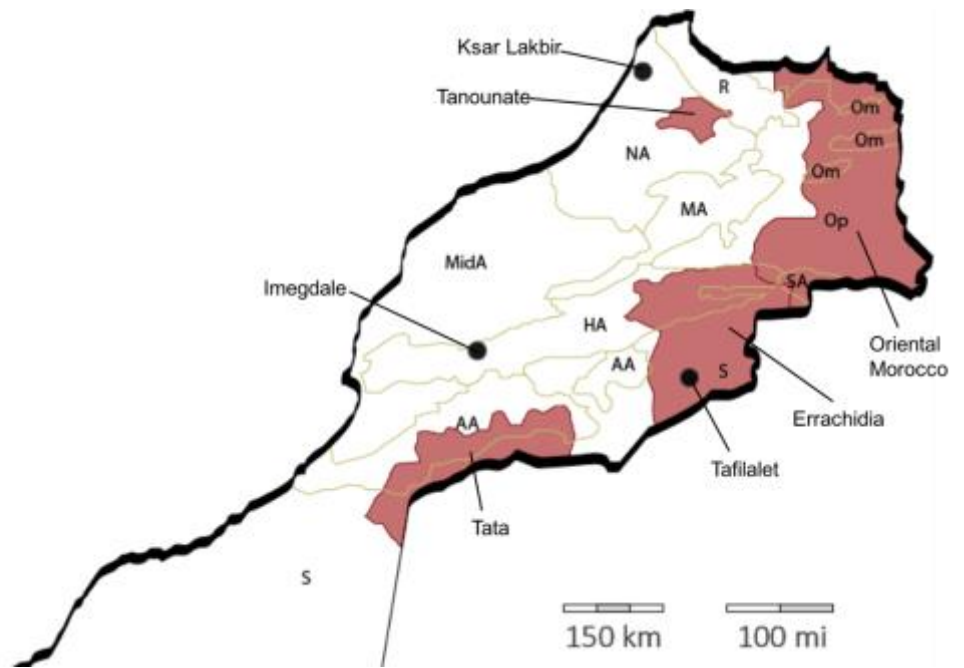 Ksar Lakbir
R
Tanounate
Om
Om
NA
Om
MA
Op
MidA
SA
Imegdale
HA
Oriental
Morocco
AA
S
Errachidia
AA
Tafilalet
Tata
S
150 km
100 mi